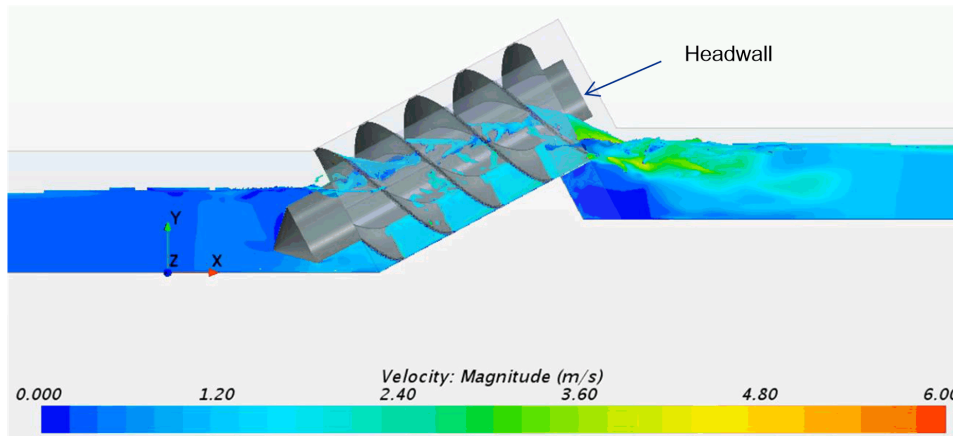 Headwall
Y
Z
X
Velocity: Magnitude (m/s)
0.000 1.20 2.40 3.60 4.80 6.00